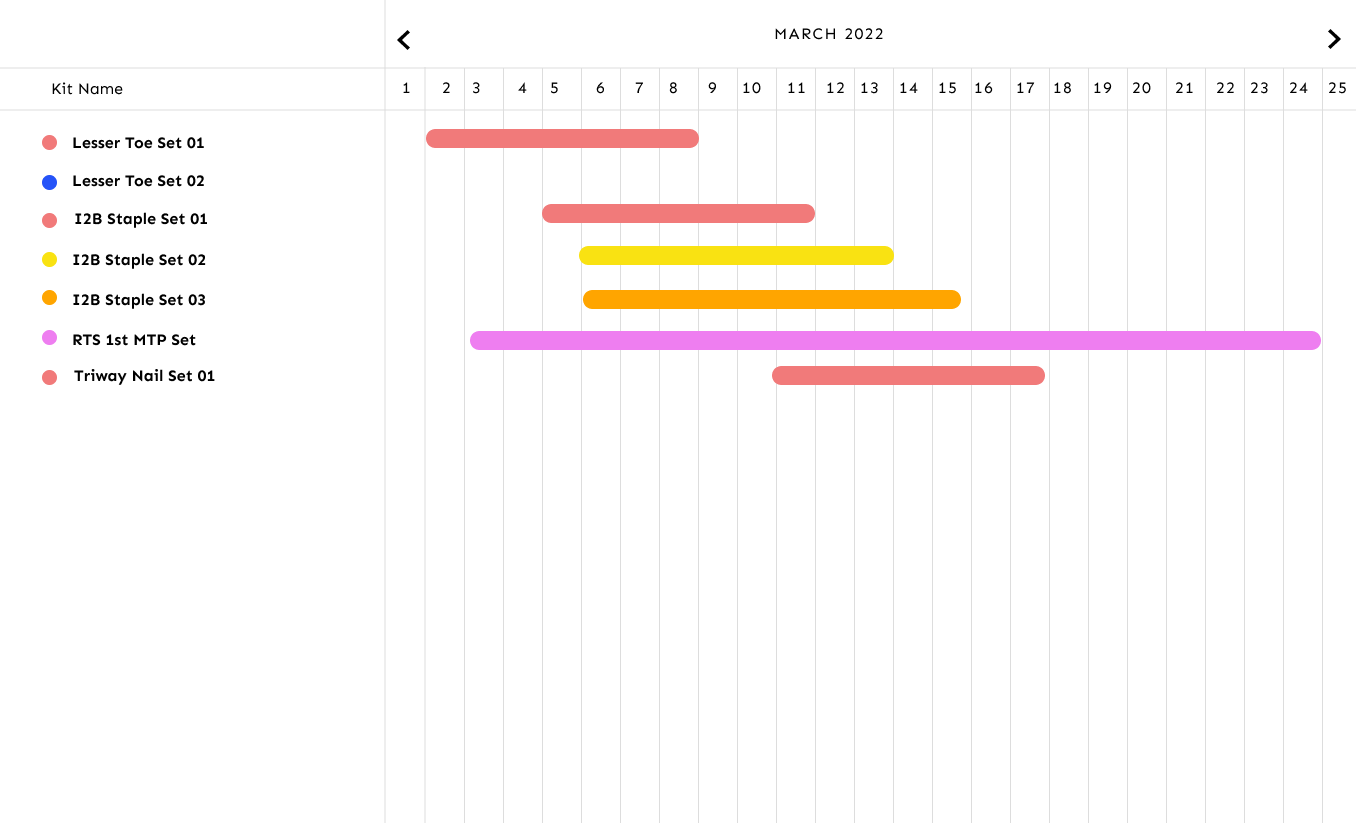 MARCH 2022
Kit Name 1 2 3 4 5 6 7 8 9 10 11 12 13 14 15 16 17 18 19 20 21 22 23 24 25
Lesser Toe Set 01
Lesser Toe Set 02
I2B Staple Set 01
I2B Staple Set 02
I2B Staple Set 03
RTS 1st MTP Set
Triway Nail Set 01